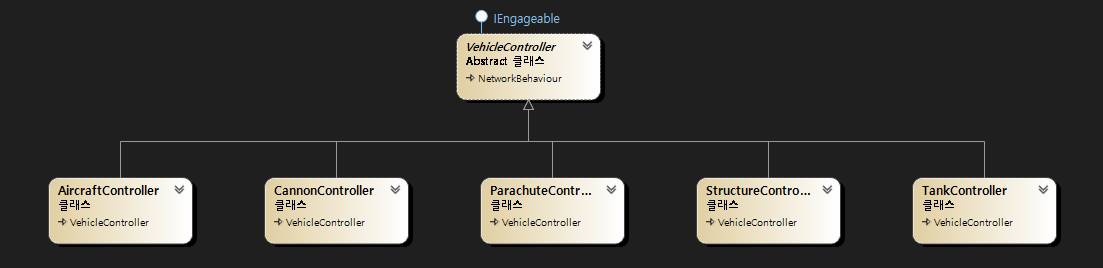 IEngageable
VehicleController
Abstract 클래스
NetworkBehaviour
AircraftController
클래스
VehicleController
CannonController
클래스
VehicleController
ParachuteContr...
클래스
VehicleController
StructureContro...
클래스
VehicleController
TankController
클래스
VehicleController